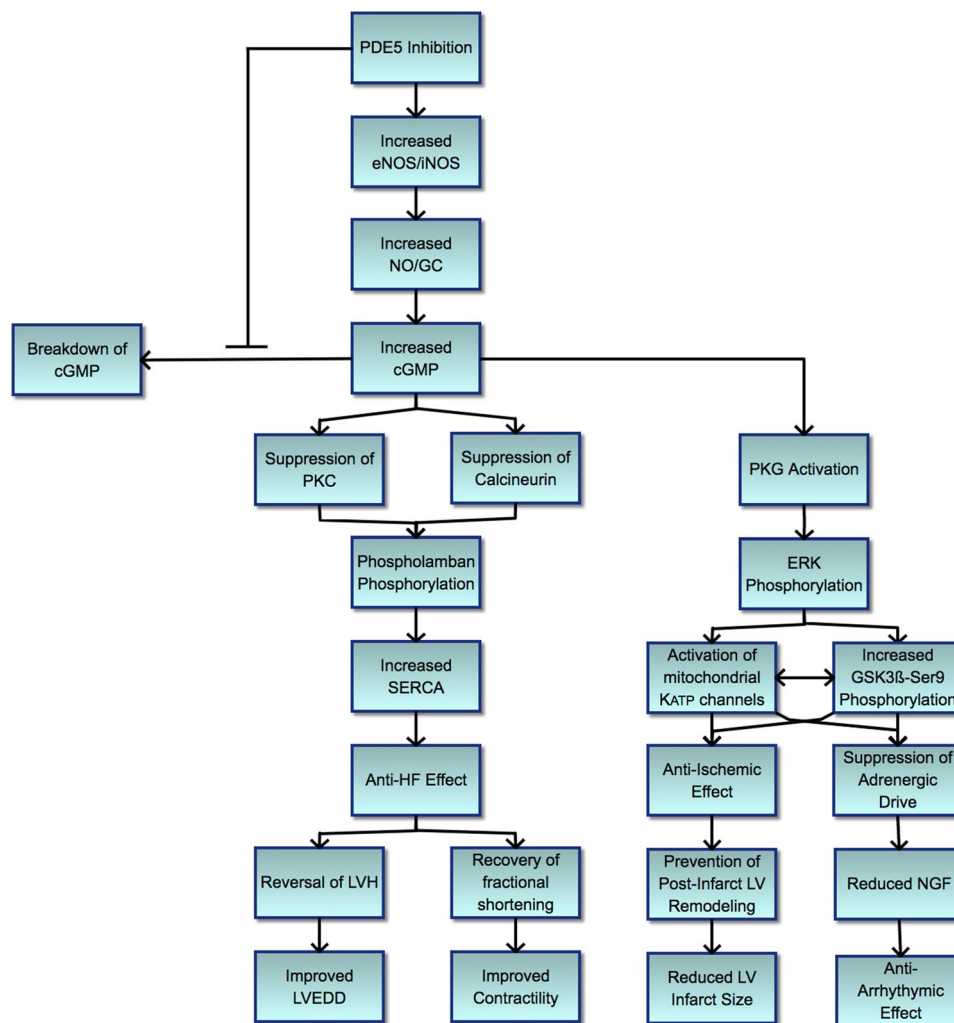 PDE5 Inhibition
Increased
eNOS/iNOS
Increased
NO/GC
Breakdown of
cGMP
Increased
cGMP
Suppression of
PKC
Suppression of
Calcineurin
PKG Activation
Phospholamban
Phosphorylation
ERK
Phosphorylation
Increased
SERCA
Activation of
mitochondrial
KATP channels
Increased
GSK3ß-Ser9
Phosphorylation
Anti-HF Effect
Anti-Ischemic
Effect
Suppression of
Adrenergic
Drive
Reversal of LVH
Recovery of
fractional
shortening
Prevention of
Post-Infarct LV
Remodeling
Reduced NGF
Improved
LVEDD
Improved
Contractility
Reduced LV
Infarct Size
Anti-
Arrhythymic
Effect